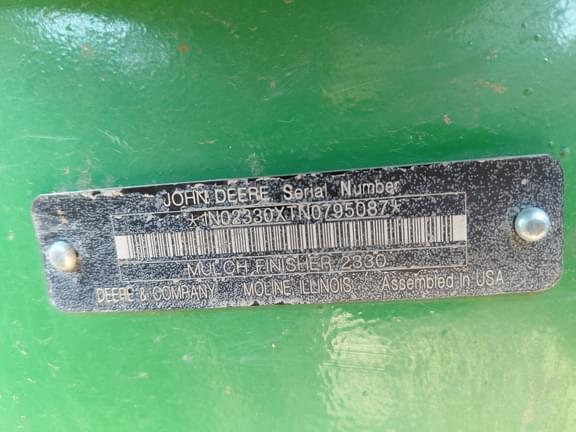 JOHN DEERE Serial Number
*1N02330XTN0795087*
MULCH FINISHER 2330
DEERE & COMPANY MOLINE, ILLINOIS Assembled in USA